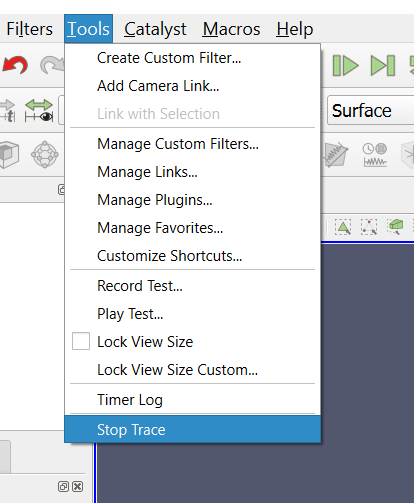 Filters Tools Catalyst Macros Help
Create Custom Filter...
Add Camera Link...
Link with Selection
Surface
Manage Custom Filters...
Manage Links...
Manage Plugins...
Manage Favorites...
Customize Shortcuts...
Record Test...
Play Test...
Lock View Size
Lock View Size Custom...
Timer Log
Stop Trace